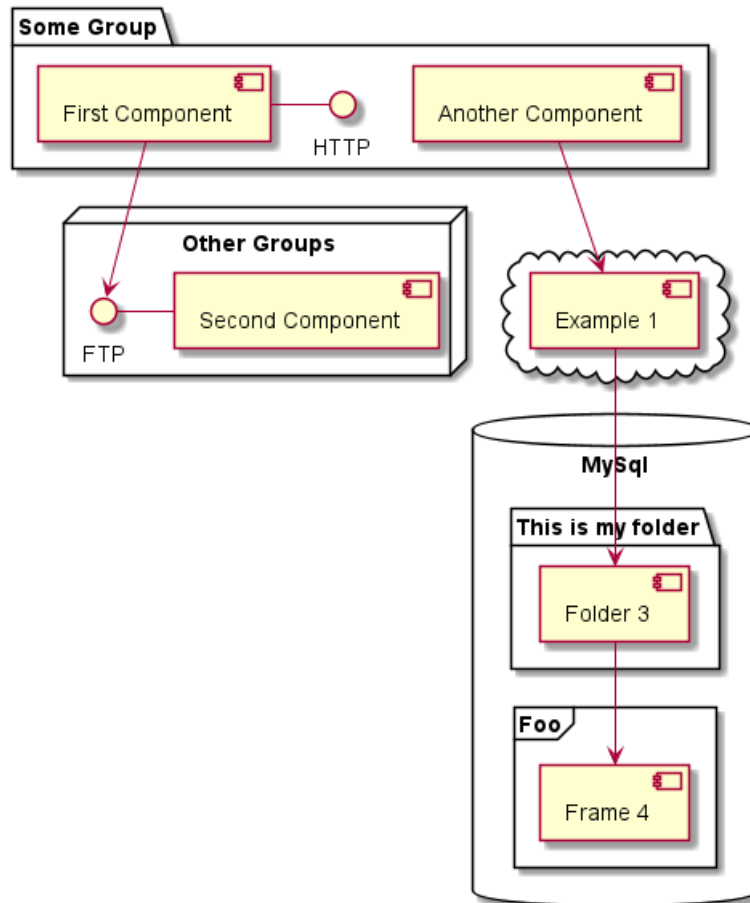 Some Group
First Component
HTTP
Another Component
Other Groups
FTP
Second Component
Example 1
MySql
This is my folder
Folder 3
Foo
Frame 4